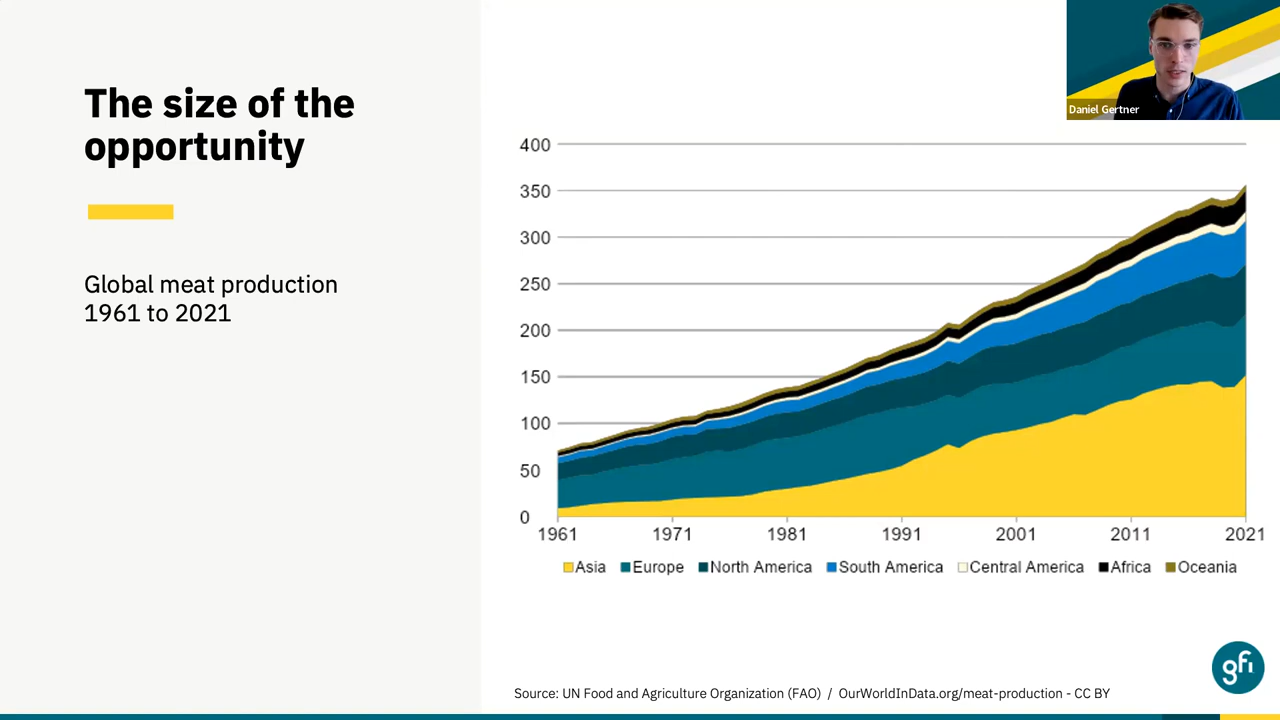 The size of the
opportunity
Global meat production
1961 to 2021
Daniel Gertner
400
350
300
250
200
150
100
50
0
1961 1971 1981 1991 2001 2011 2021
Asia Europe North America South America Central America Africa Oceania
Source: UN Food and Agriculture Organization (FAO) / OurWorldInData.org/meat-production - CC BY
gfi